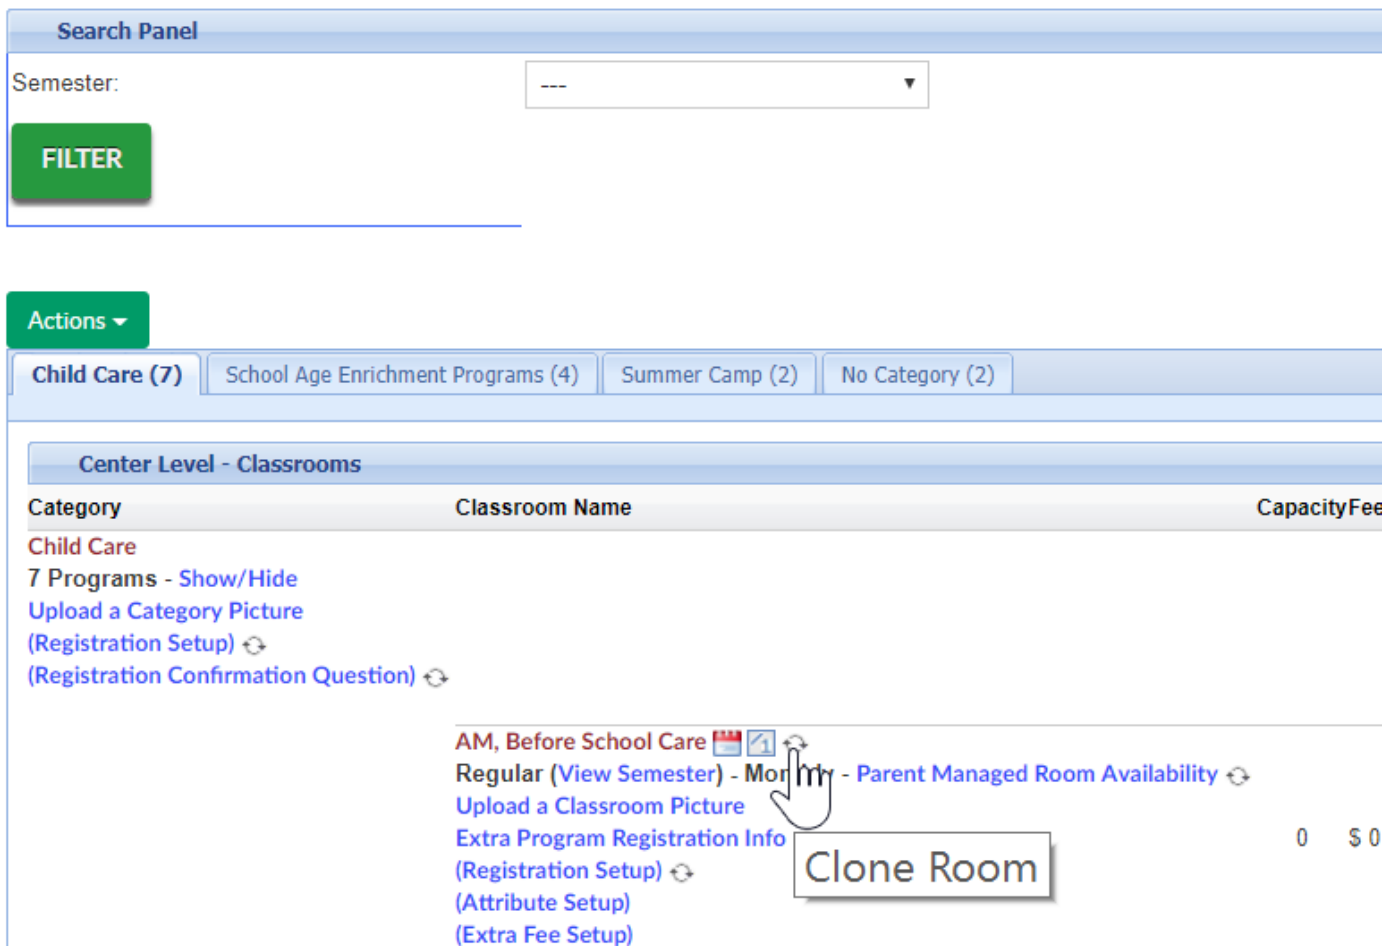 Search Panel
Semester:
---
FILTER
Actions
Child Care (7) School Age Enrichment Programs (4) Summer Camp (2) No Category (2)
Center Level - Classrooms
Category Classroom Name Capacity Fee
Child Care
7 Programs - Show/Hide
Upload a Category Picture
(Registration Setup)
(Registration Confirmation Question)
AM, Before School Care
Regular (View Semester) - - Parent Managed Room Availability
Upload a Classroom Picture
Extra Program Registration Info 0 $ 0
(Registration Setup)
Clone Room
(Attribute Setup)
(Extra Fee Setup)